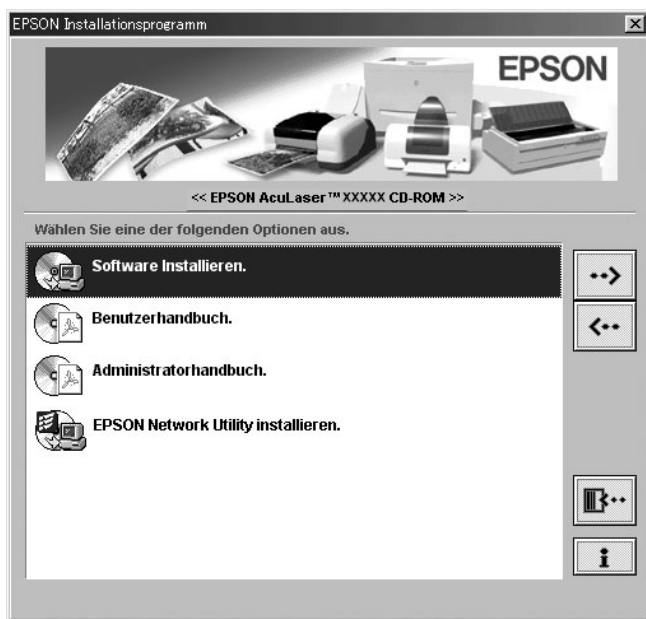 EPSON Installationsprogramm
EPSON
<< EPSON AcuLaser™ XXXXX CD-ROM >>
Wählen Sie eine der folgenden Optionen aus.
Software Installieren.
Benutzerhandbuch.
Administratorhandbuch.
EPSON Network Utility installieren.